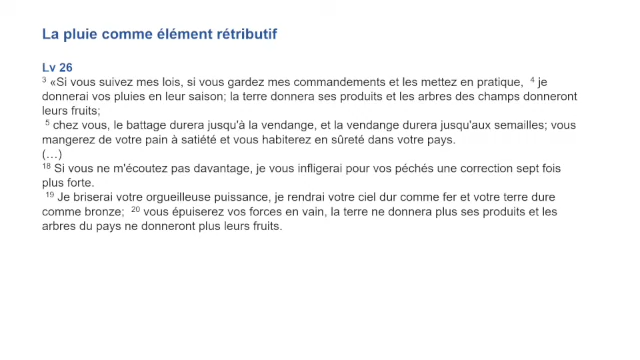 La pluie comme élément rétributif
Lv 26
³ «Si vous suivez mes lois, si vous gardez mes commandements et les mettez en pratique, ⁴ je
donnerai vos pluies en leur saison; la terre donnera ses produits et les arbres des champs donneront
leurs fruits;
⁵ chez vous, le battage durera jusqu'à la vendange, et la vendange durera jusqu'aux semailles; vous
mangerez de votre pain à satiété et vous habiterez en sûreté dans votre pays.
(…)
¹⁸ Si vous ne m'écoutez pas davantage, je vous infligerai pour vos péchés une correction sept fois
plus forte.
¹⁹ Je briserai votre orgueilleuse puissance, je rendrai votre ciel dur comme fer et votre terre dure
comme bronze; ²⁰ vous épuiserez vos forces en vain, la terre ne donnera plus ses produits et les
arbres du pays ne donneront plus leurs fruits.